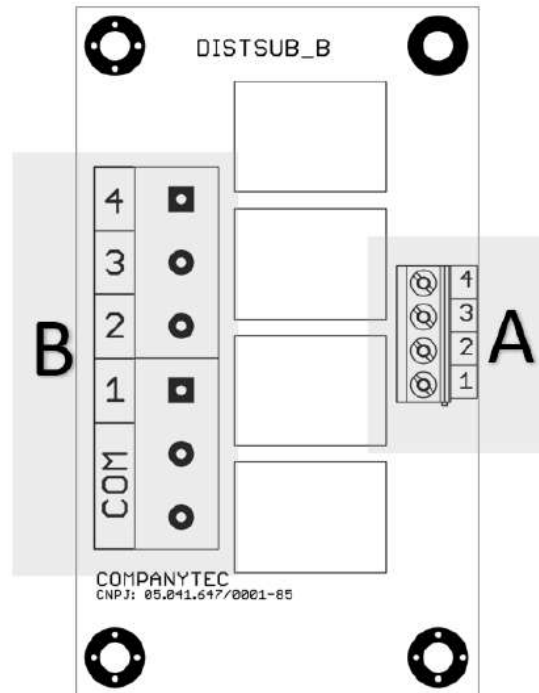 DISTSUB_B
4
3
2
1
COM
B
4
3
2
1
A
COMPANYTEC
CNPJ: 05.041.647/0001-85